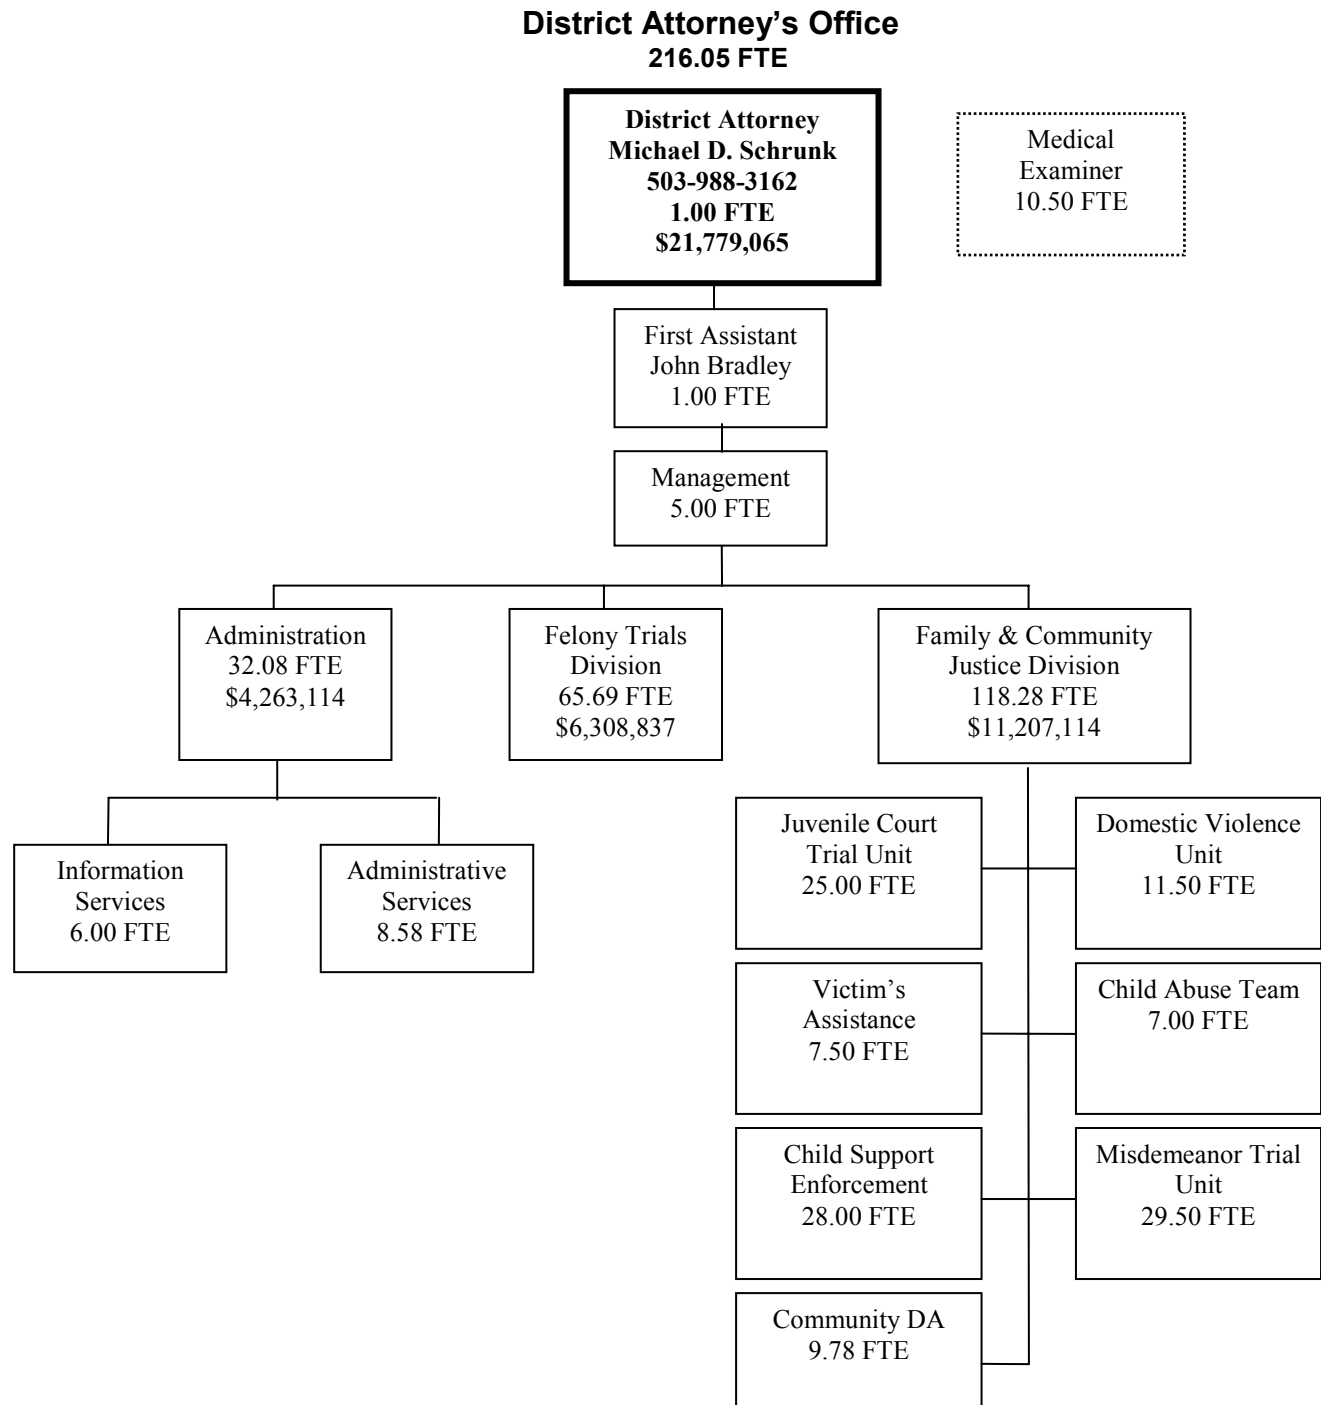 District Attorney’s Office
216.05 FTE
District Attorney
Michael D. Schrunk
503-988-3162
1.00 FTE
$21,779,065
Medical
Examiner
10.50 FTE
First Assistant
John Bradley
1.00 FTE
Management
5.00 FTE
Administration
32.08 FTE
$4,263,114
Felony Trials
Division
65.69 FTE
$6,308,837
Family & Community
Justice Division
118.28 FTE
$11,207,114
Information
Services
6.00 FTE
Administrative
Services
8.58 FTE
Juvenile Court
Trial Unit
25.00 FTE
Domestic Violence
Unit
11.50 FTE
Victim’s
Assistance
7.50 FTE
Child Abuse Team
7.00 FTE
Child Support
Enforcement
28.00 FTE
Misdemeanor Trial
Unit
29.50 FTE
Community DA
9.78 FTE